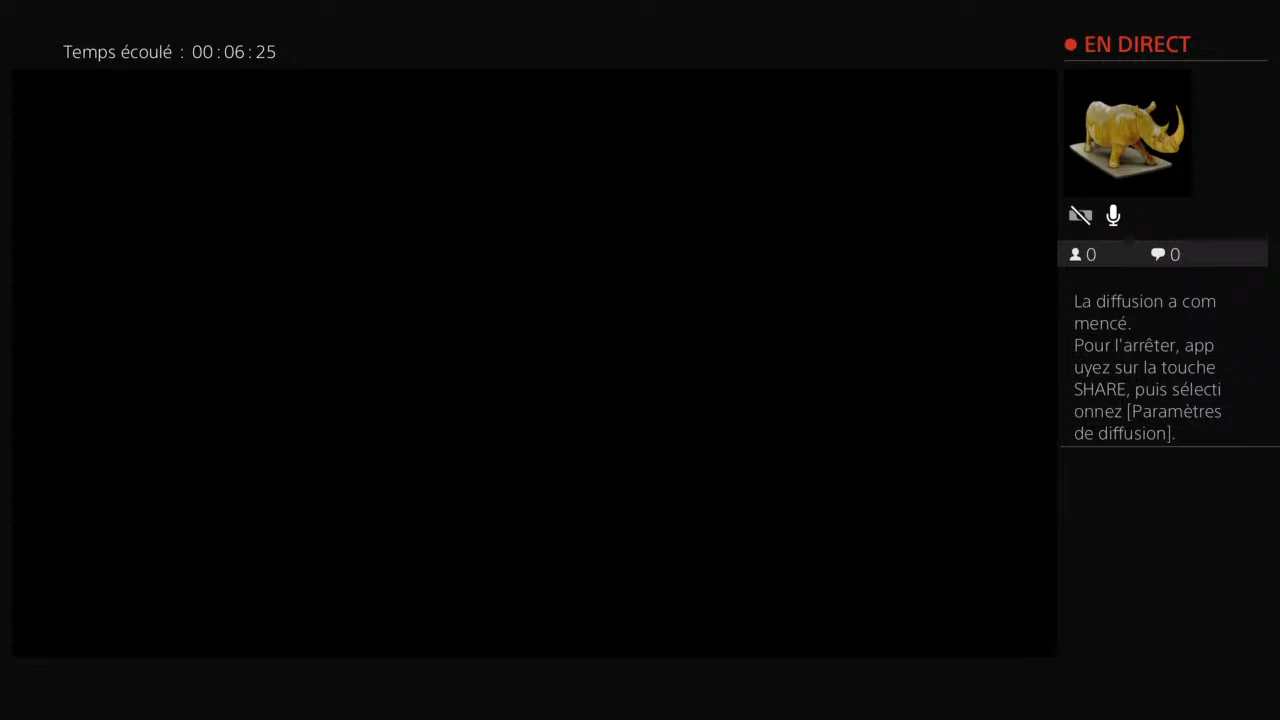 Temps écoulé : 00:06:25
EN DIRECT
0 0
La diffusion a com
mencé.
Pour l'arrêter, app
uyez sur la touche
SHARE, puis sélecti
onnez [Paramètres
de diffusion].